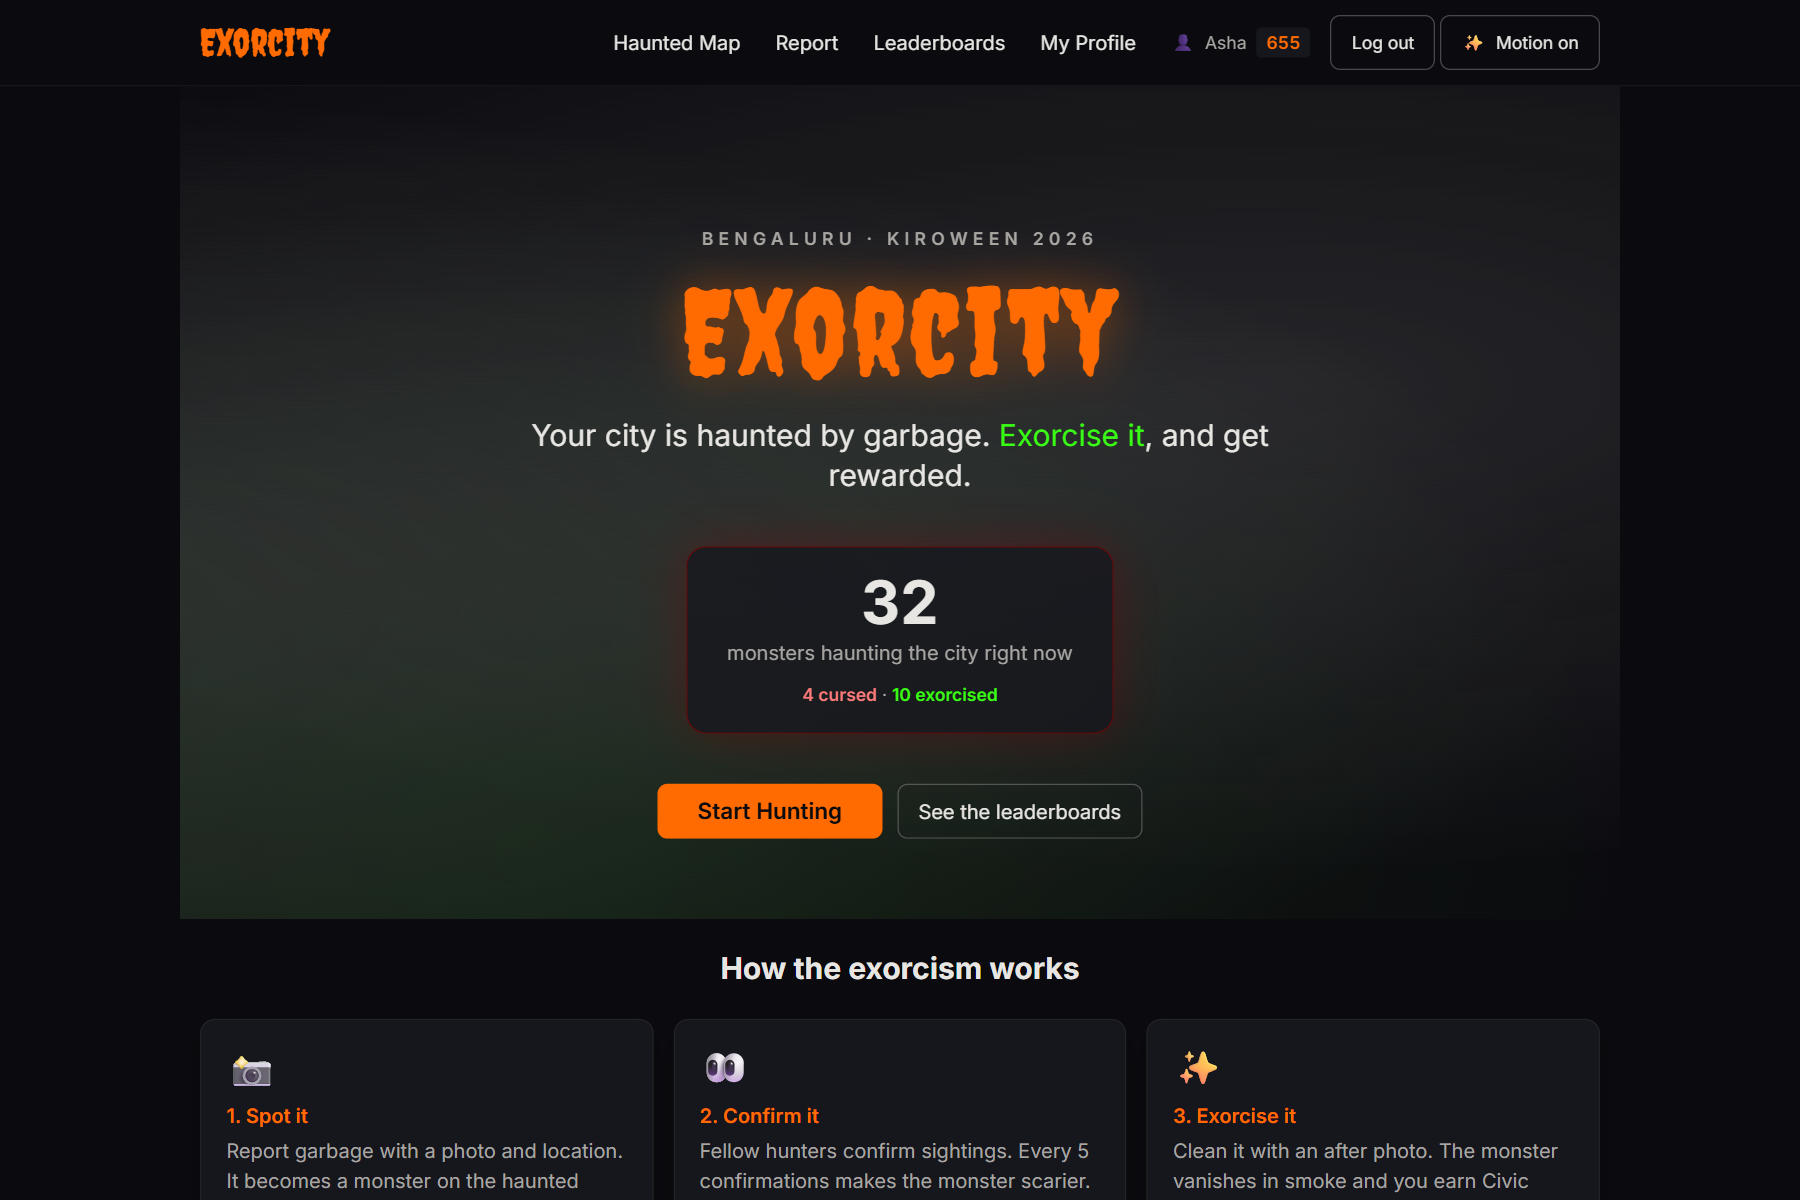 EXORCITY
Haunted Map
Report
Leaderboards
My Profile
Asha
655
Log out
Motion on
BENGALURU · KIROWEEN 2026
EXORCITY
Your city is haunted by garbage. Exorcise it, and get
rewarded.
32
monsters haunting the city right now
4 cursed · 10 exorcised
Start Hunting
See the leaderboards
How the exorcism works
1. Spot it
Report garbage with a photo and location.
It becomes a monster on the haunted
2. Confirm it
Fellow hunters confirm sightings. Every 5
confirmations makes the monster scarier.
3. Exorcise it
Clean it with an after photo. The monster
vanishes in smoke and you earn Civic